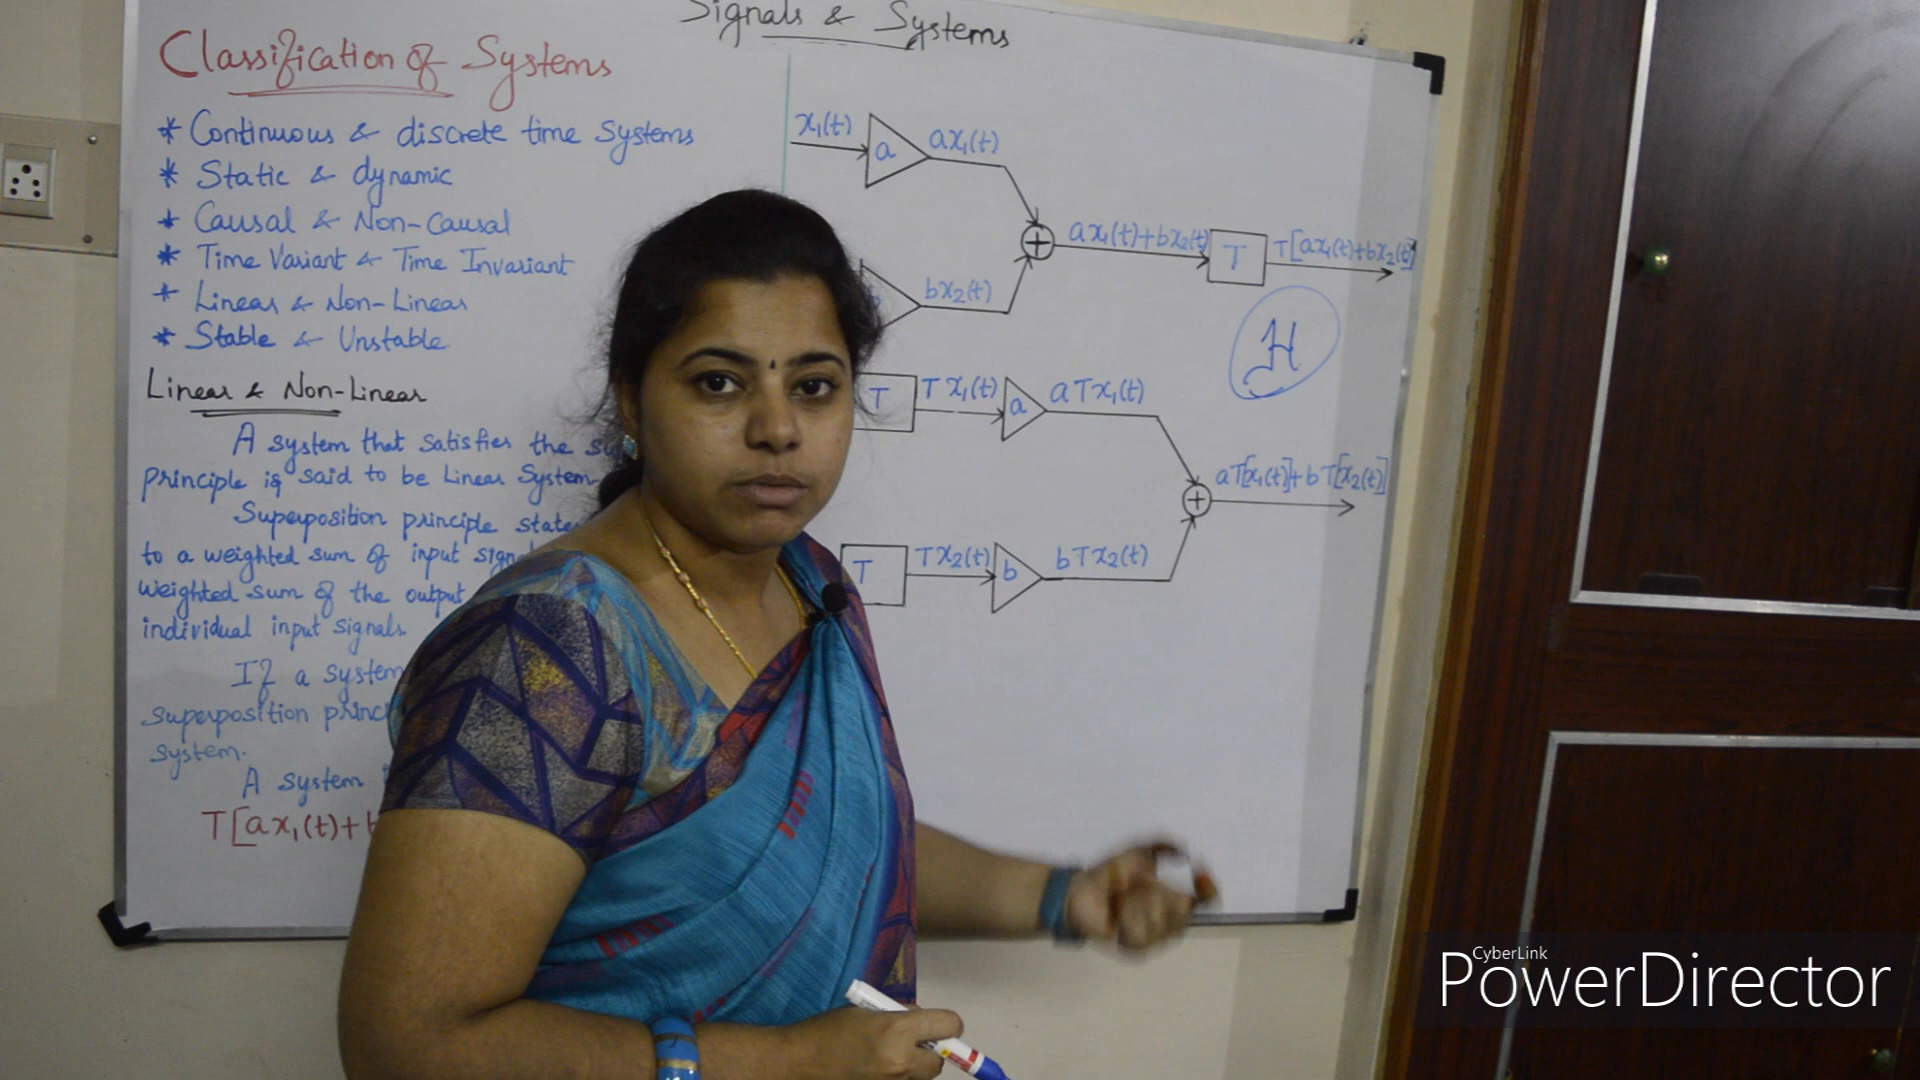 Signals & Systems
Classification of Systems
* Continuous & discrete time Systems
* Static & dynamic
* Causal & Non-Causal
* Time Variant & Time Invariant
* Linear & Non-Linear
* Stable & Unstable
Linear & Non-Linear
A system that satisfies the
principle is said to be Linear System
Superposition principle state
to a weighted sum of input
weighted sum of the output
individual input signals.
If a system
superposition
system.
A system
T[ax₁(t)+
x₁(t)
a
ax₁(t)
bx₂(t)
+
ax₁(t)+bx₂(t)
T
T[ax₁(t)+bx₂(t)]
H
T
Tx₁(t)
a
aTx₁(t)
+
aT[x₁(t)]+bT[x₂(t)]
T
Tx₂(t)
b
bTx₂(t)
CyberLink
PowerDirector